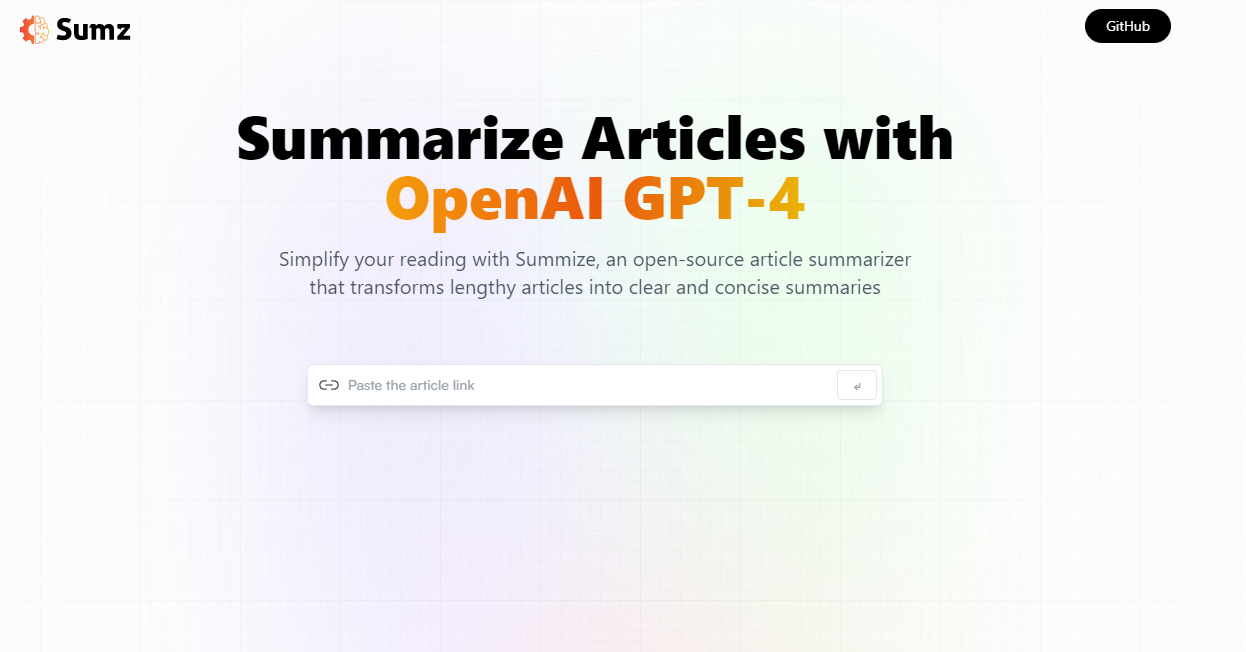 Sumz
GitHub
Summarize Articles with
OpenAI GPT-4
Simplify your reading with Summize, an open-source article summarizer
that transforms lengthy articles into clear and concise summaries
Paste the article link
↵